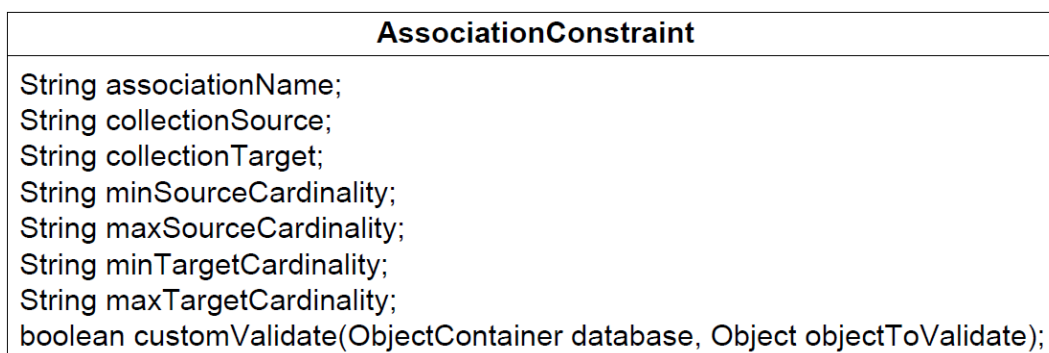 AssociationConstraint
String associationName;
String collectionSource;
String collectionTarget;
String minSourceCardinality;
String maxSourceCardinality;
String minTargetCardinality;
String maxTargetCardinality;
boolean customValidate(ObjectContainer database, Object objectToValidate);